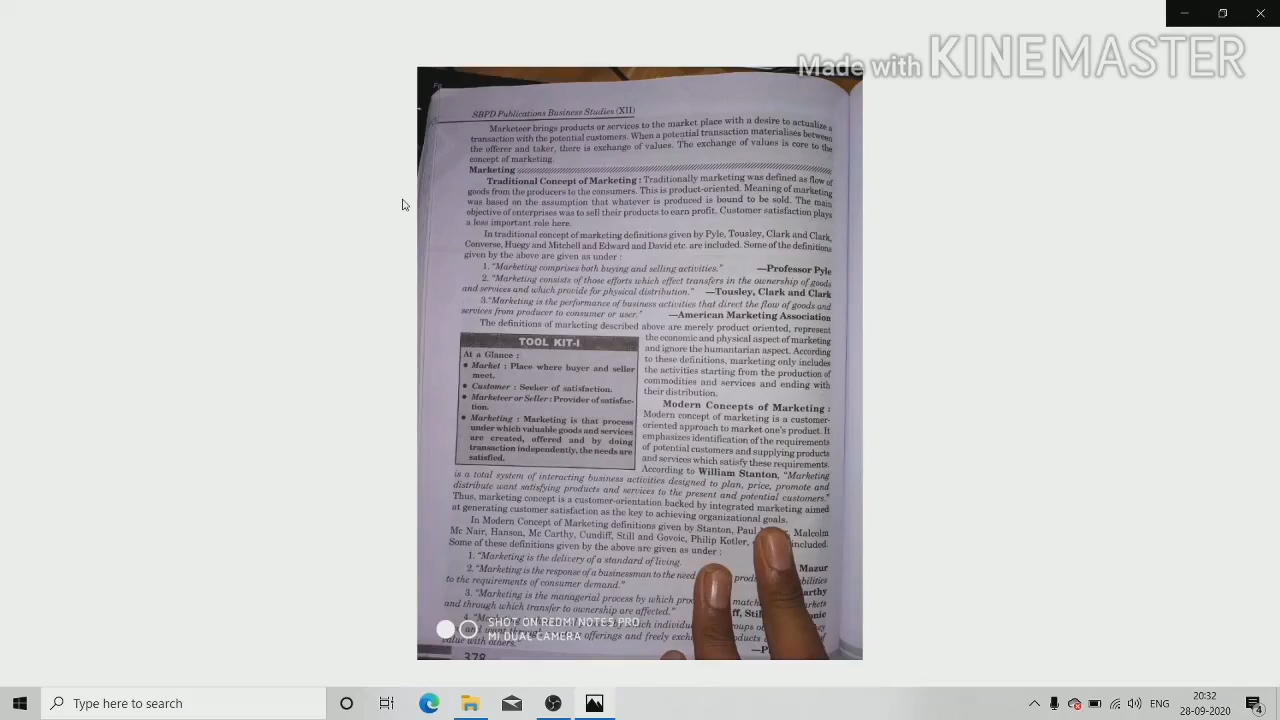 Made with KINEMASTER
SBPD Publications Business Studies (XII)
Marketeer brings products or services to the market place with a desire to actualize a
transaction with the potential customers. When a potential transaction materialises between
the offerer and taker, there is exchange of values. The exchange of values is core to the
concept of marketing.
Marketing
Traditional Concept of Marketing : Traditionally marketing was defined as flow of
goods from the producers to the consumers. This is product-oriented. Meaning of marketing
was based on the assumption that whatever is produced is bound to be sold. The main
objective of enterprises was to sell their products to earn profit. Customer satisfaction plays
a less important role here.
In traditional concept of marketing definitions given by Pyle, Tousley, Clark and Clark,
Converse, Huegy and Mitchell and Edward and David etc. are included. Some of the definitions
given by the above are given as under :
1. "Marketing comprises both buying and selling activities." —Professor Pyle
2. "Marketing consists of those efforts which effect transfers in the ownership of goods
and services and which provide for physical distribution." —Tousley, Clark and Clark
3. "Marketing is the performance of business activities that direct the flow of goods and
services from producer to consumer or user." —American Marketing Association
The definitions of marketing described above are merely product oriented, represent
the economic and physical aspect of marketing
and ignore the humanitarian aspect. According
to these definitions, marketing only includes
the activities starting from the production of
commodities and services and ending with
their distribution.
TOOL KIT-I
At a Glance :
• Market : Place where buyer and seller
meet.
• Customer : Seeker of satisfaction.
• Marketeer or Seller : Provider of satisfac-
tion.
• Marketing : Marketing is that process
under which valuable goods and services
are created, offered and by doing
transaction independently, the needs are
satisfied.
Modern Concepts of Marketing :
Modern concept of marketing is a customer-
oriented approach to market one's product. It
emphasizes identification of the requirements
of potential customers and supplying products
and services which satisfy these requirements.
According to William Stanton, "Marketing
is a total system of interacting business activities designed to plan, price, promote and
distribute want satisfying products and services to the present and potential customers."
Thus, marketing concept is a customer-orientation backed by integrated marketing aimed
at generating customer satisfaction as the key to achieving organizational goals.
In Modern Concept of Marketing definitions given by Stanton, Paul Malcolm
Mc Nair, Hanson, Mc Carthy, Cundiff, Still and Govoic, Philip Kotler, included.
Some of these definitions given by the above are given as under :
1. "Marketing is the delivery of a standard of living. Mazur
2. "Marketing is the response of a businessman to the need
to the requirements of consumer demand."
3. "Marketing is the managerial process by which
and through which transfer to ownership are affected."
4.
offerings and freely
value with others.
378
SHOT ON REDMI NOTE 5 PRO
MI DUAL CAMERA
Type here to search
ENG
20:32
28-09-2020
4